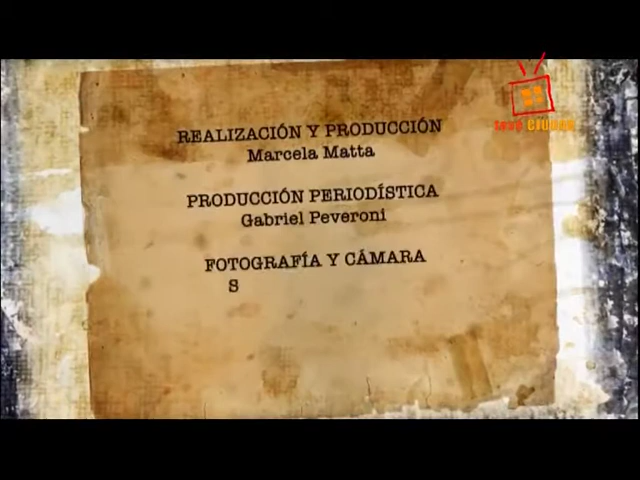 REALIZACIÓN Y PRODUCCIÓN
Marcela Matta
PRODUCCIÓN PERIODÍSTICA
Gabriel Peveroni
FOTOGRAFÍA Y CÁMARA
S